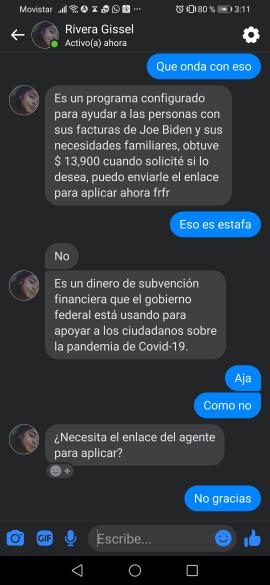 Movistar
80 %
3:11
Rivera Gissel
Activo(a) ahora
Que onda con eso
Es un programa configurado
para ayudar a las personas con
sus facturas de Joe Biden y sus
necesidades familiares, obtuve
$ 13,900 cuando solicité si lo
desea, puedo enviarle el enlace
para aplicar ahora frfr
Eso es estafa
No
Es un dinero de subvención
financiera que el gobierno
federal está usando para
apoyar a los ciudadanos sobre
la pandemia de Covid-19.
Aja
Como no
¿Necesita el enlace del agente
para aplicar?
No gracias
GIF
Escribe...